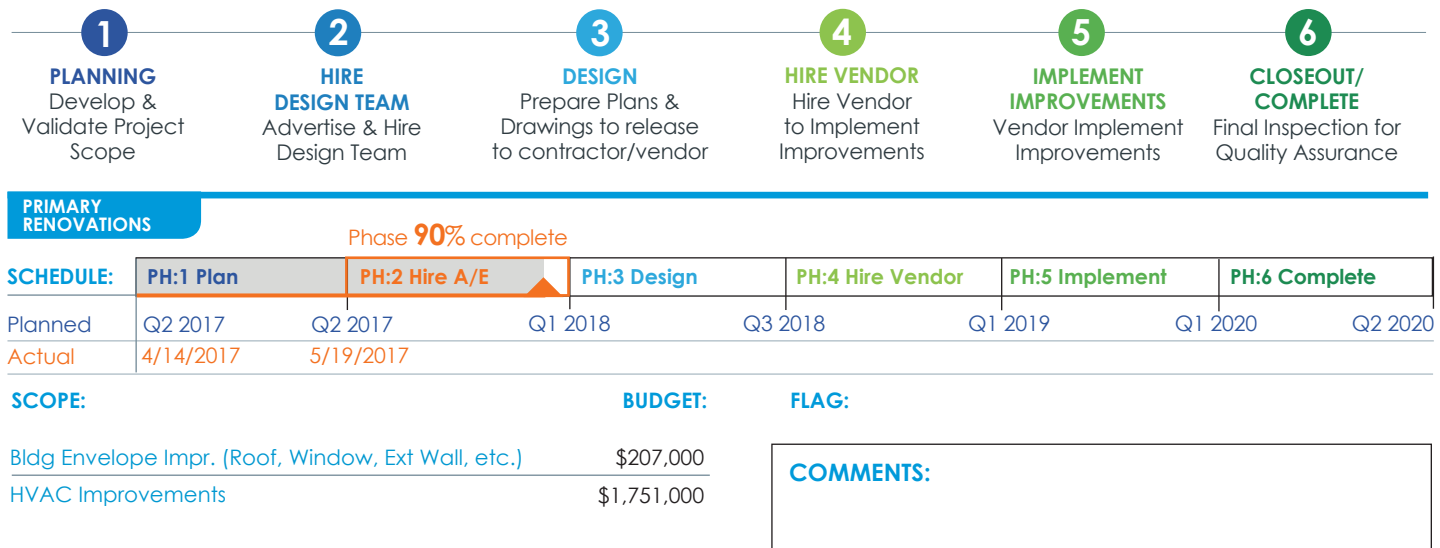 1
PLANNING
Develop &
Validate Project
Scope
2
HIRE
DESIGN TEAM
Advertise & Hire
Design Team
3
DESIGN
Prepare Plans &
Drawings to release
to contractor/vendor
4
HIRE VENDOR
Hire Vendor
to Implement
Improvements
5
IMPLEMENT
IMPROVEMENTS
Vendor Implement
Improvements
6
CLOSEOUT/
COMPLETE
Final Inspection for
Quality Assurance
PRIMARY
RENOVATIONS
Phase 90% complete
SCHEDULE: PH:1 Plan PH:2 Hire A/E PH:3 Design PH:4 Hire Vendor PH:5 Implement PH:6 Complete
Planned Q2 2017 Q2 2017 Q1 2018 Q3 2018 Q1 2019 Q1 2020 Q2 2020
Actual 4/14/2017 5/19/2017
SCOPE: BUDGET:
Bldg Envelope Impr. (Roof, Window, Ext Wall, etc.) $207,000
HVAC Improvements $1,751,000
FLAG:
COMMENTS: